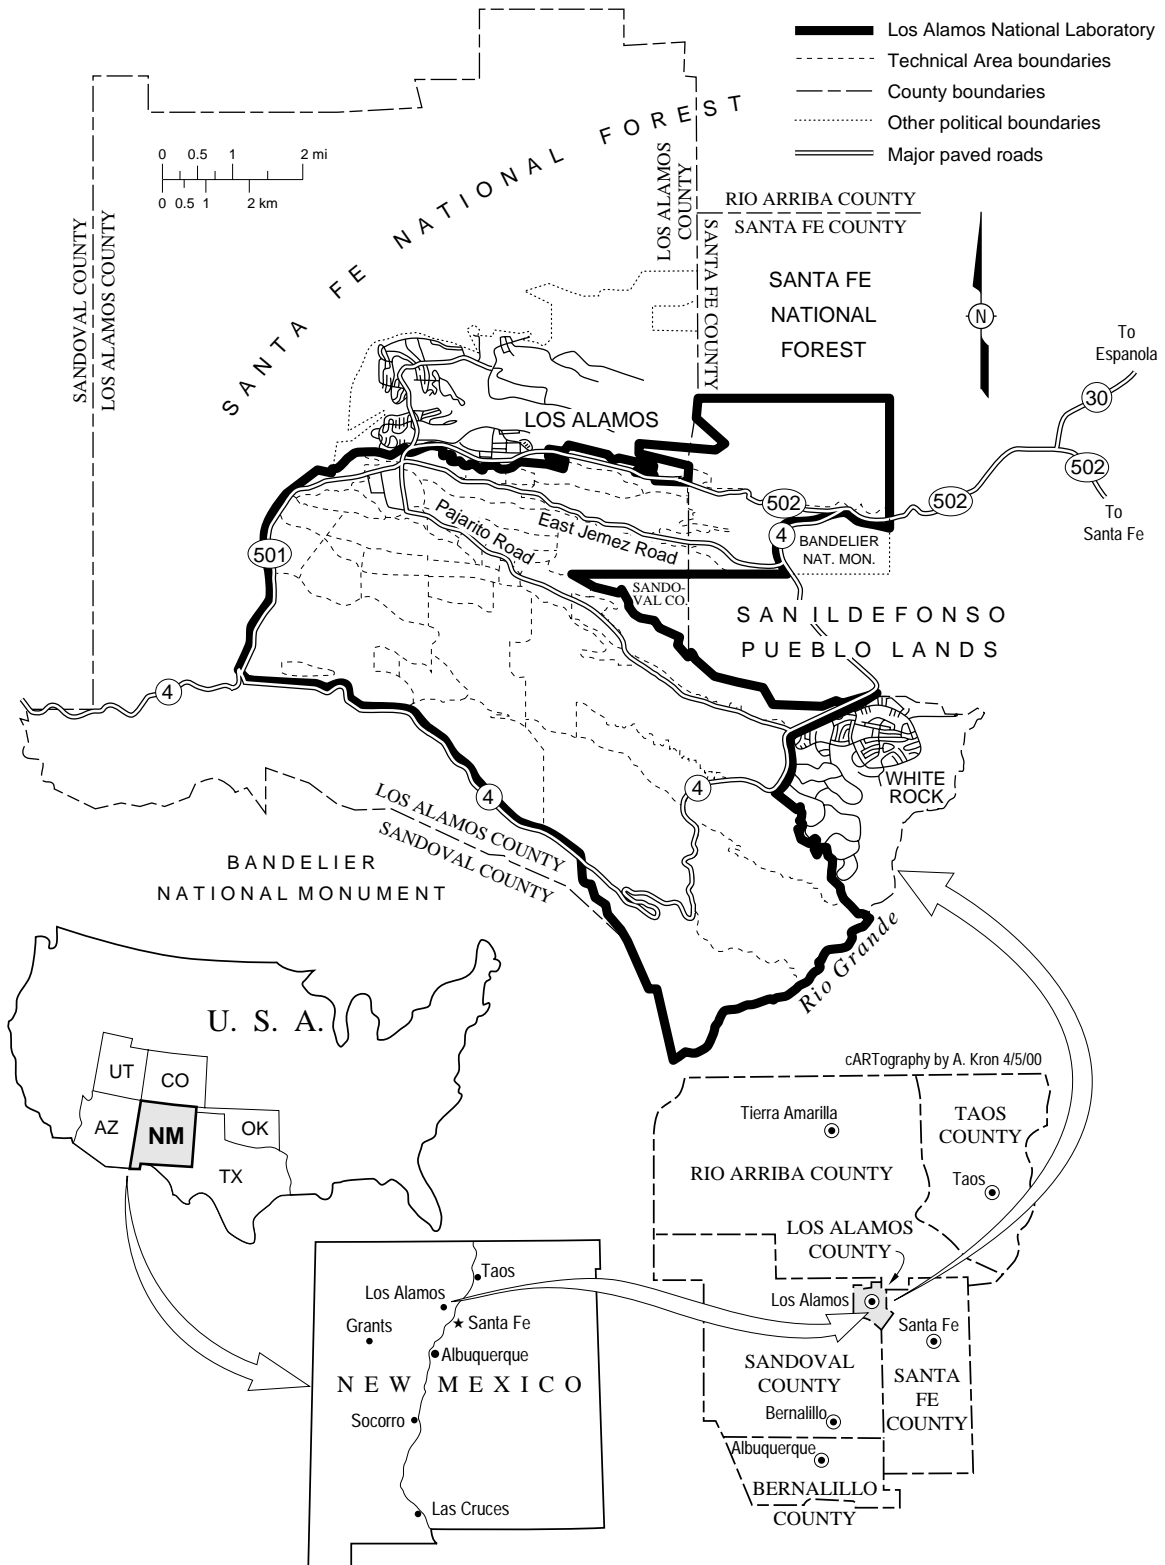 Los Alamos National Laboratory
Technical Area boundaries
County boundaries
Other political boundaries
Major paved roads
0 0.5 1 2 mi
0 0.5 1 2 km
SANTA FE NATIONAL FOREST
SANDOVAL COUNTY
LOS ALAMOS COUNTY
LOS ALAMOS
COUNTY
RIO ARRIBA COUNTY
SANTA FE COUNTY
SANTA FE COUNTY
SANTA FE
NATIONAL
FOREST
N
To
Espanola
30
502
To
Santa Fe
LOS ALAMOS
502
502
4
BANDELIER
NAT. MON.
Pajarito Road
East Jemez Road
501
SANDO-
VAL CO.
SAN ILDEFONSO
PUEBLO LANDS
4
4
4
WHITE
ROCK
LOS ALAMOS COUNTY
SANDOVAL COUNTY
BANDELIER
NATIONAL MONUMENT
Rio Grande
U. S. A.
UT
CO
AZ
NM
OK
TX
cARTography by A. Kron 4/5/00
Tierra Amarilla
TAOS
COUNTY
RIO ARRIBA COUNTY
Taos
LOS ALAMOS
COUNTY
Los Alamos
Santa Fe
SANDOVAL
COUNTY
SANTA
FE
COUNTY
Bernalillo
Albuquerque
BERNALILLO
COUNTY
Taos
Los Alamos
Grants
Santa Fe
Albuquerque
NEW MEXICO
Socorro
Las Cruces